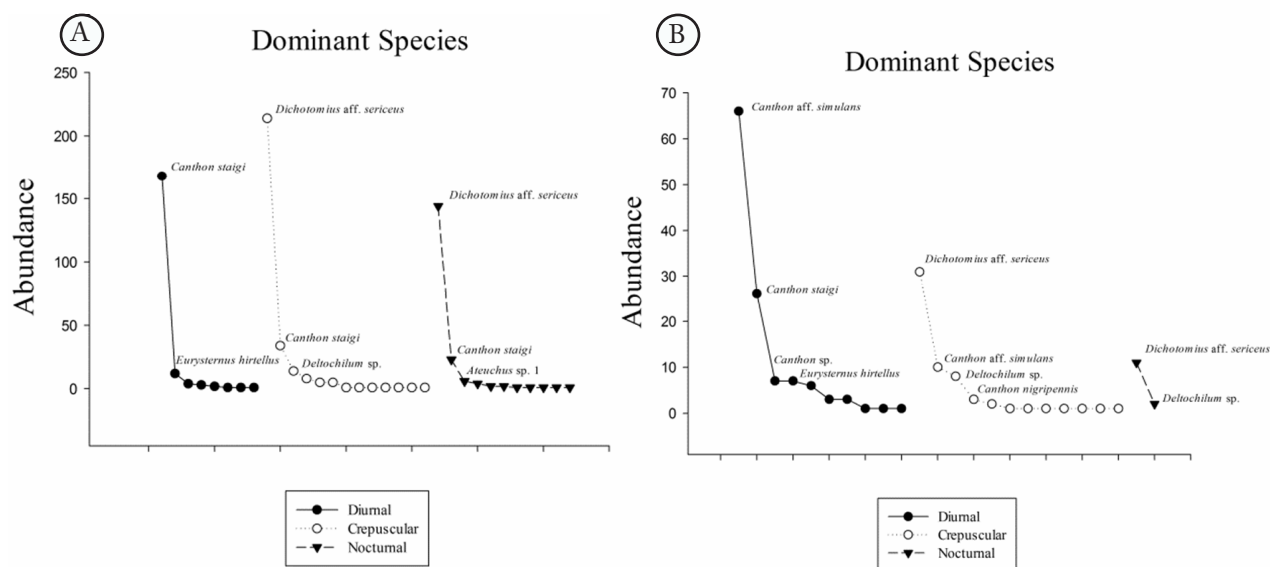 A
Dominant Species
Abundance
250
200
150
100
50
0
Dichotomius aff. sericeus
Canthon staigi
Dichotomius aff. sericeus
Canthon staigi
Canthon staigi
Eurysternus hirtellus
Deltochilum sp.
Ateuchus sp. 1
Diurnal
Crepuscular
Nocturnal
B
Dominant Species
Abundance
70
60
50
40
30
20
10
0
Canthon aff. simulans
Dichotomius aff. sericeus
Canthon staigi
Dichotomius aff. sericeus
Canthon sp.
Canthon aff. simulans
Eurysternus hirtellus
Deltochilum sp.
Canthon nigripennis
Deltochilum sp.
Diurnal
Crepuscular
Nocturnal